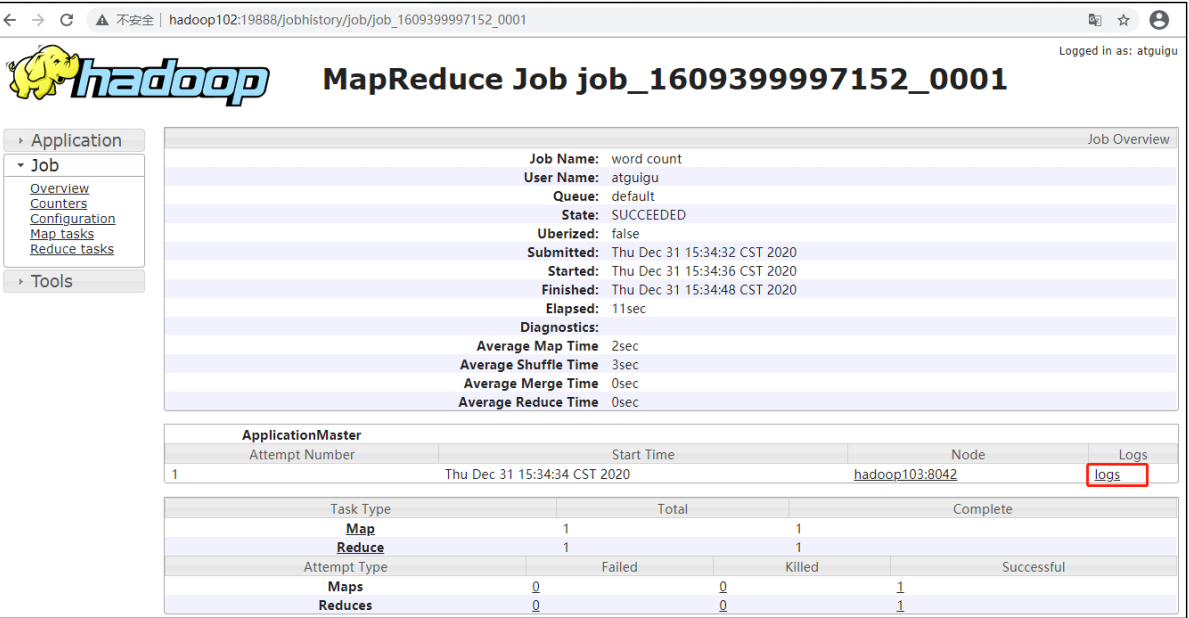 不安全 | hadoop102:19888/jobhistory/job/job_1609399997152_0001
Logged in as: atguigu
hadoop
MapReduce Job job_1609399997152_0001
Application
Job
Overview
Counters
Configuration
Map tasks
Reduce tasks
Tools
Job Overview
Job Name: word count
User Name: atguigu
Queue: default
State: SUCCEEDED
Uberized: false
Submitted: Thu Dec 31 15:34:32 CST 2020
Started: Thu Dec 31 15:34:36 CST 2020
Finished: Thu Dec 31 15:34:48 CST 2020
Elapsed: 11sec
Diagnostics:
Average Map Time 2sec
Average Shuffle Time 3sec
Average Merge Time 0sec
Average Reduce Time 0sec
ApplicationMaster
Attempt Number Start Time Node Logs
1 Thu Dec 31 15:34:34 CST 2020 hadoop103:8042 logs
Task Type Total Complete
Map 1 1
Reduce 1 1
Attempt Type Failed Killed Successful
Maps 0 0 1
Reduces 0 0 1